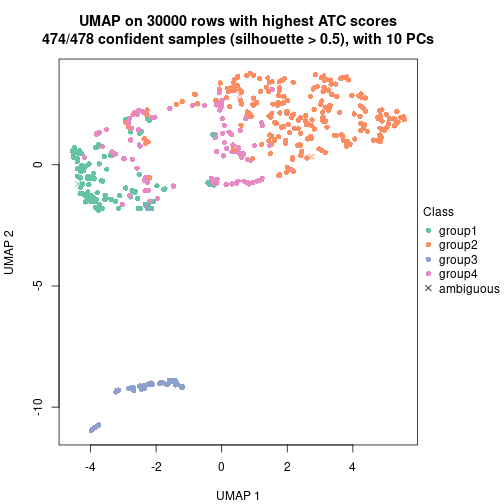 UMAP on 30000 rows with highest ATC scores
474/478 confident samples (silhouette > 0.5), with 10 PCs
0
-5
-10
UMAP 2
-4
-2
0
2
4
UMAP 1
Class
group1
group2
group3
group4
ambiguous